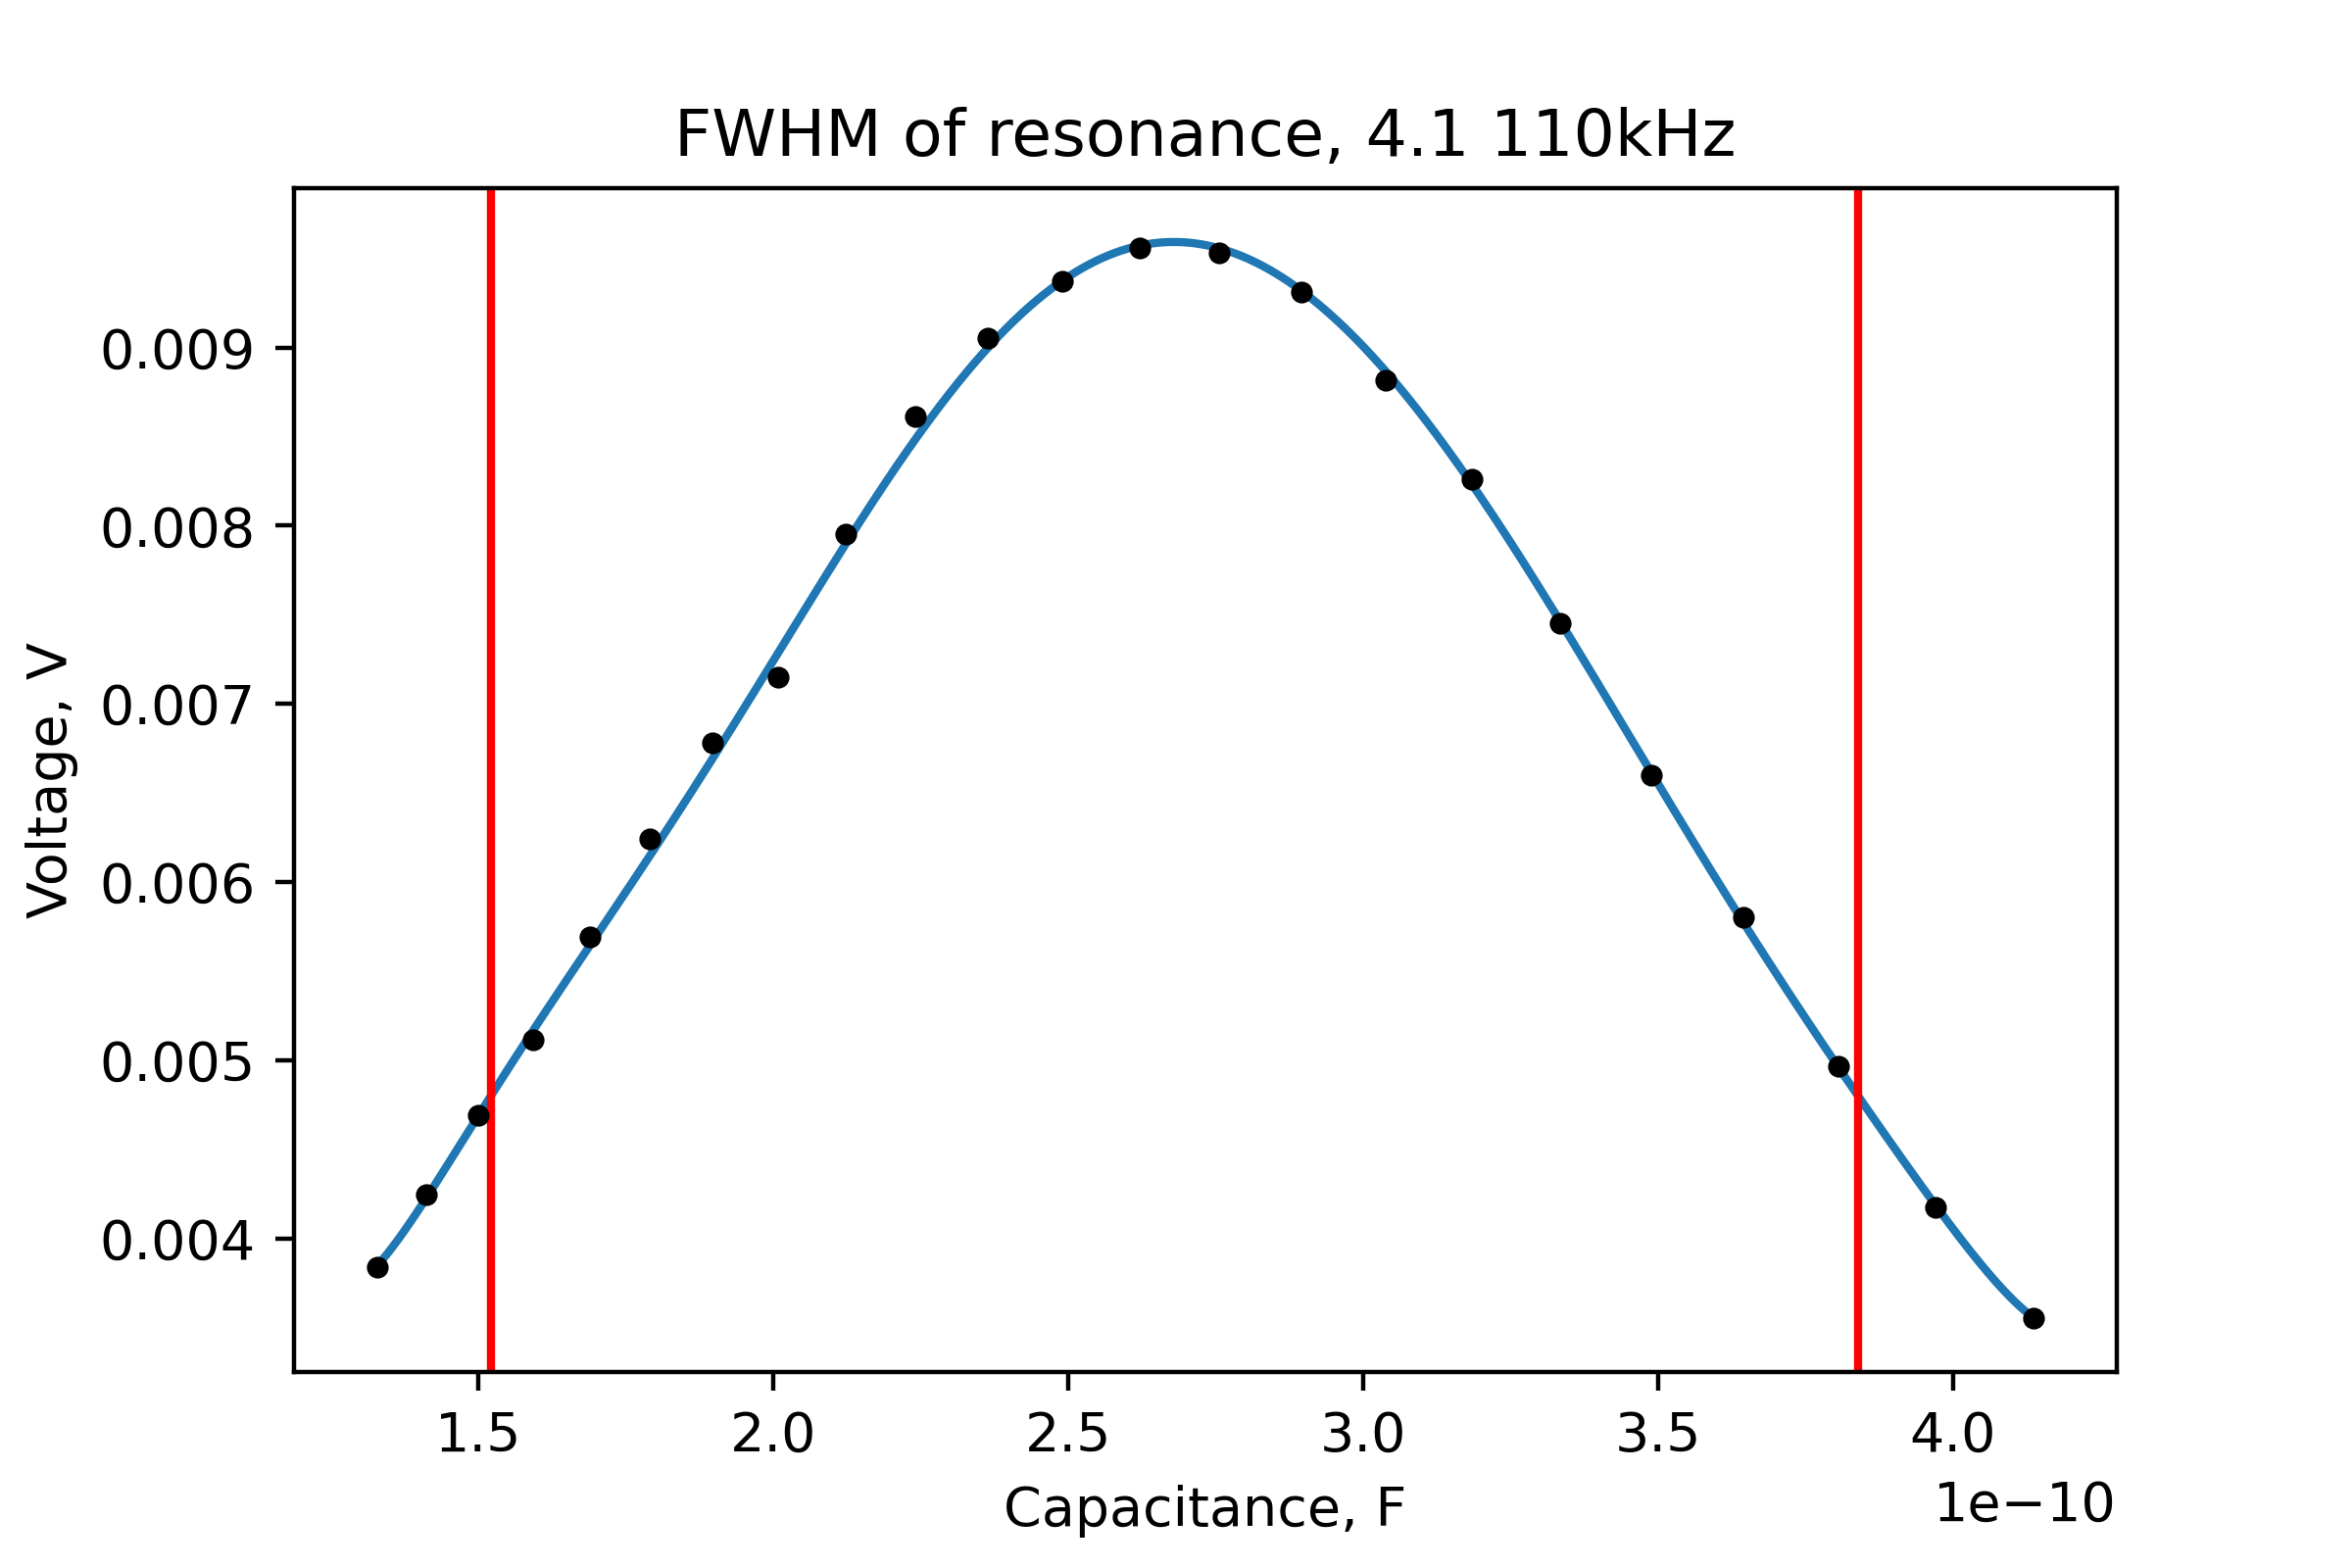 FWHM of resonance, 4.1 110kHz
Voltage, V
0.009
0.008
0.007
0.006
0.005
0.004
1.5 2.0 2.5 3.0 3.5 4.0
1e−10
Capacitance, F